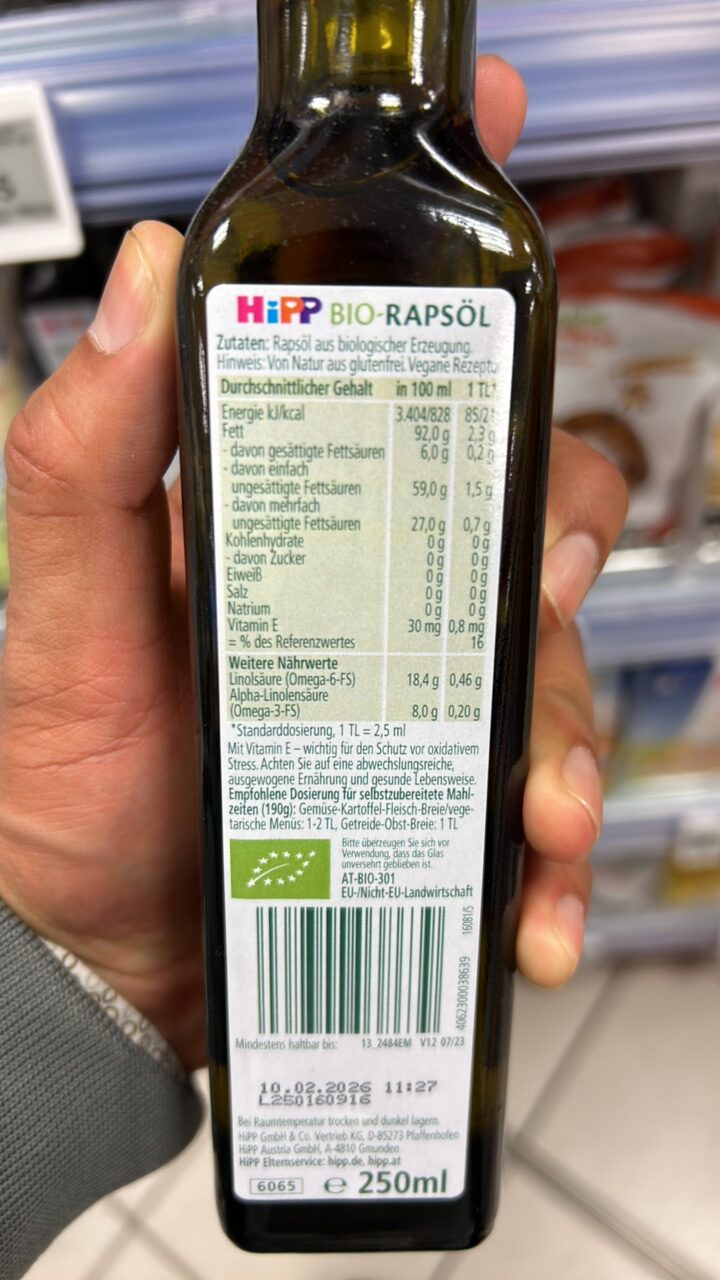 HiPP BIO-RAPSÖL
Zutaten: Rapsöl aus biologischer Erzeugung.
Hinweis: Von Natur aus glutenfrei. Vegane Rezeptu
Durchschnittlicher Gehalt in 100 ml 1 TL*
Energie kJ/kcal 3.404/828 85/21
Fett 92,0 g 2,3 g
- davon gesättigte Fettsäuren 6,0 g 0,2 g
- davon einfach
ungesättigte Fettsäuren 59,0 g 1,5 g
- davon mehrfach
ungesättigte Fettsäuren 27,0 g 0,7 g
Kohlenhydrate 0 g 0 g
- davon Zucker 0 g 0 g
Eiweiß 0 g 0 g
Salz 0 g 0 g
Natrium 0 g 0 g
Vitamin E 30 mg 0,8 mg
= % des Referenzwertes 16
Weitere Nährwerte
Linolsäure (Omega-6-FS) 18,4 g 0,46 g
Alpha-Linolensäure
(Omega-3-FS) 8,0 g 0,20 g
*Standarddosierung, 1 TL = 2,5 ml
Mit Vitamin E – wichtig für den Schutz vor oxidativem
Stress. Achten Sie auf eine abwechslungsreiche,
ausgewogene Ernährung und gesunde Lebensweise.
Empfohlene Dosierung für selbstzubereitete Mahl-
zeiten (190g): Gemüse-Kartoffel-Fleisch-Breie/vege-
tarische Menüs: 1-2 TL, Getreide-Obst-Breie: 1 TL
Bitte überzeugen Sie sich vor
Verwendung, dass das Glas
unversehrt geblieben ist.
AT-BIO-301
EU-/Nicht-EU-Landwirtschaft
16081/5
4062300038639
Mindestens haltbar bis: 13_2484EM V12 07/23
10.02.2026 11:27
L250160916
Bei Raumtemperatur trocken und dunkel lagern.
HiPP GmbH & Co. Vertrieb KG, D-85273 Pfaffenhofen
HiPP Austria GmbH, A-4810 Gmunden
HiPP Elternservice: hipp.de, hipp.at
6065 e 250ml